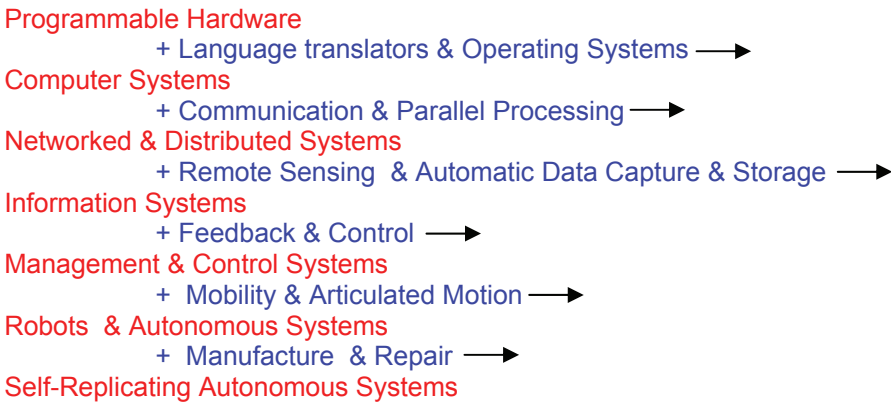 Programmable Hardware
+ Language translators & Operating Systems →
Computer Systems
+ Communication & Parallel Processing →
Networked & Distributed Systems
+ Remote Sensing & Automatic Data Capture & Storage →
Information Systems
+ Feedback & Control →
Management & Control Systems
+ Mobility & Articulated Motion →
Robots & Autonomous Systems
+ Manufacture & Repair →
Self-Replicating Autonomous Systems